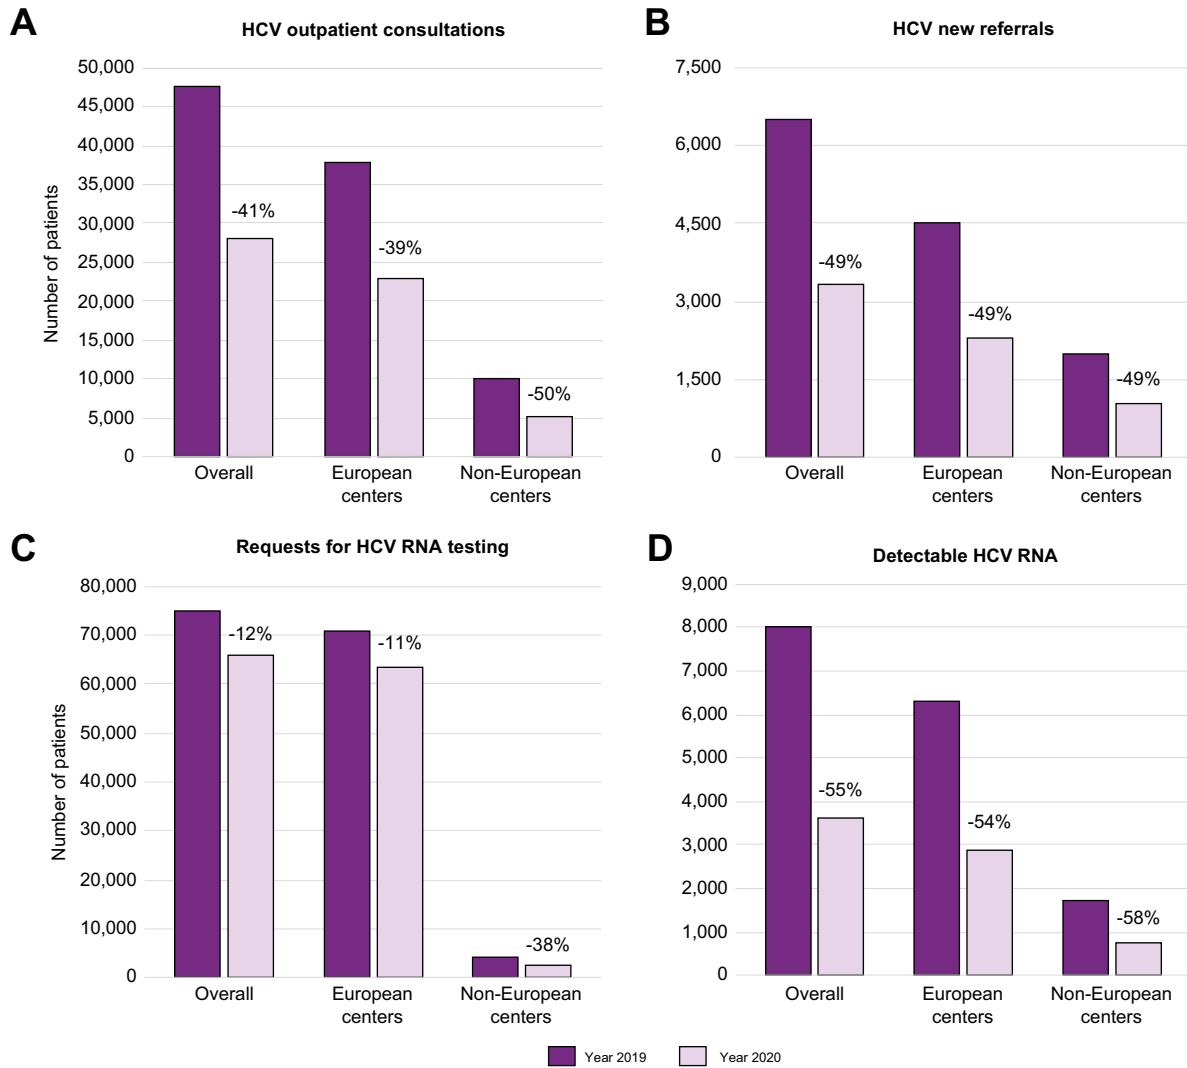 A
HCV outpatient consultations
Number of patients
50,000
45,000
40,000
35,000
30,000
25,000
20,000
15,000
10,000
5,000
0
-41%
-39%
-50%
Overall
European
centers
Non-European
centers
B
HCV new referrals
7,500
6,000
4,500
3,000
1,500
0
-49%
-49%
-49%
Overall
European
centers
Non-European
centers
C
Requests for HCV RNA testing
Number of patients
80,000
70,000
60,000
50,000
40,000
30,000
20,000
10,000
0
-12%
-11%
-38%
Overall
European
centers
Non-European
centers
D
Detectable HCV RNA
9,000
8,000
7,000
6,000
5,000
4,000
3,000
2,000
1,000
0
-55%
-54%
-58%
Overall
European
centers
Non-European
centers
Year 2019
Year 2020